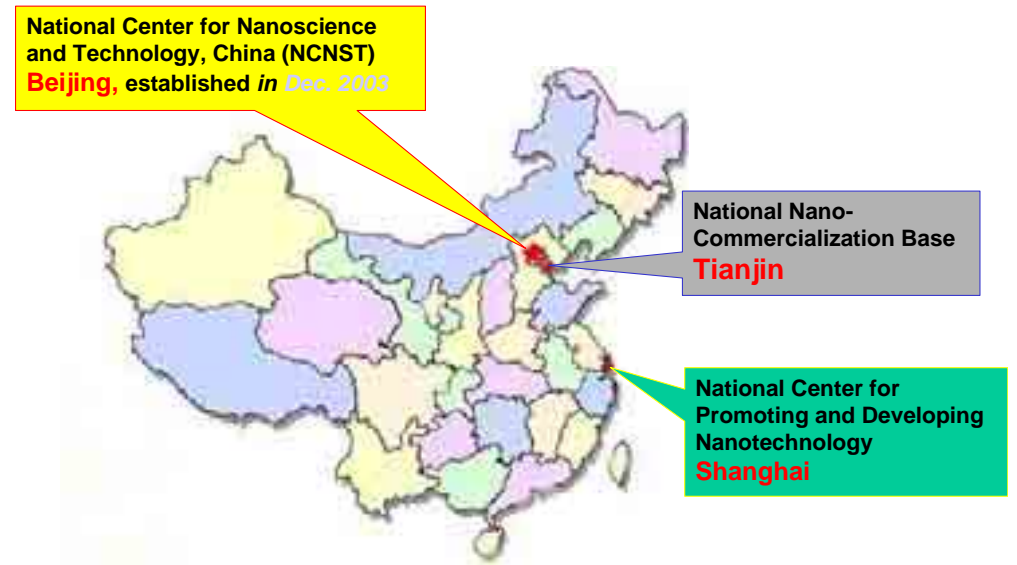 National Center for Nanoscience
and Technology, China (NCNST)
Beijing, established in Dec. 2003
National Nano-
Commercialization Base
Tianjin
National Center for
Promoting and Developing
Nanotechnology
Shanghai